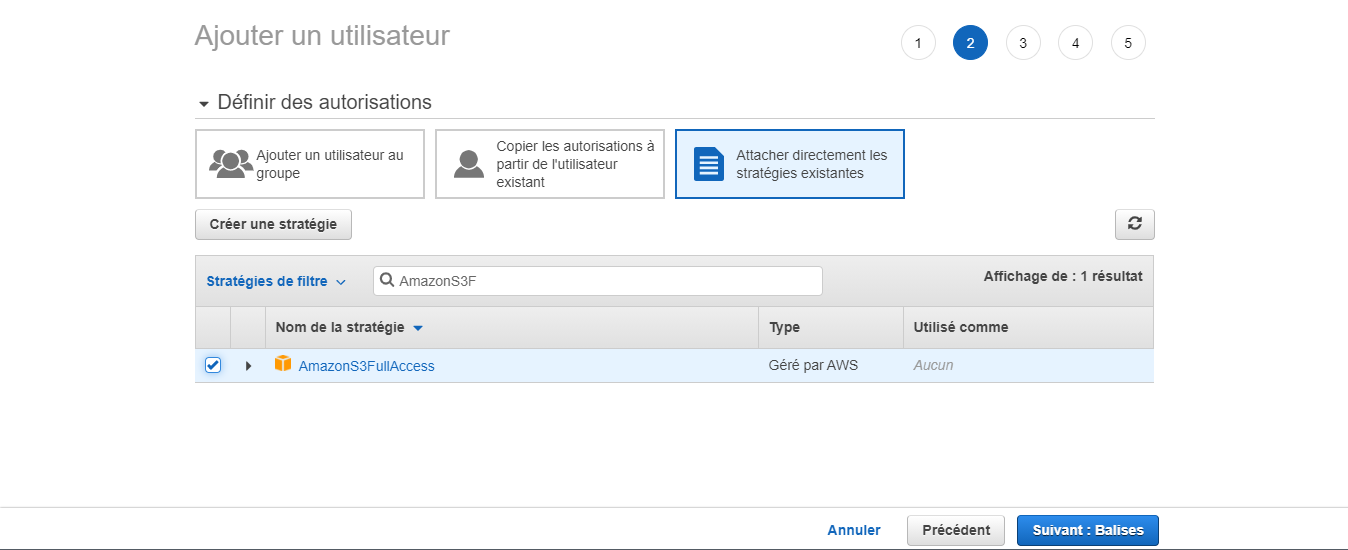 Ajouter un utilisateur
1 2 3 4 5
Définir des autorisations
Ajouter un utilisateur au
groupe
Copier les autorisations à
partir de l'utilisateur
existant
Attacher directement les
stratégies existantes
Créer une stratégie
Stratégies de filtre
AmazonS3F
Affichage de : 1 résultat
Nom de la stratégie Type Utilisé comme
AmazonS3FullAccess Géré par AWS Aucun
Annuler Précédent Suivant : Balises